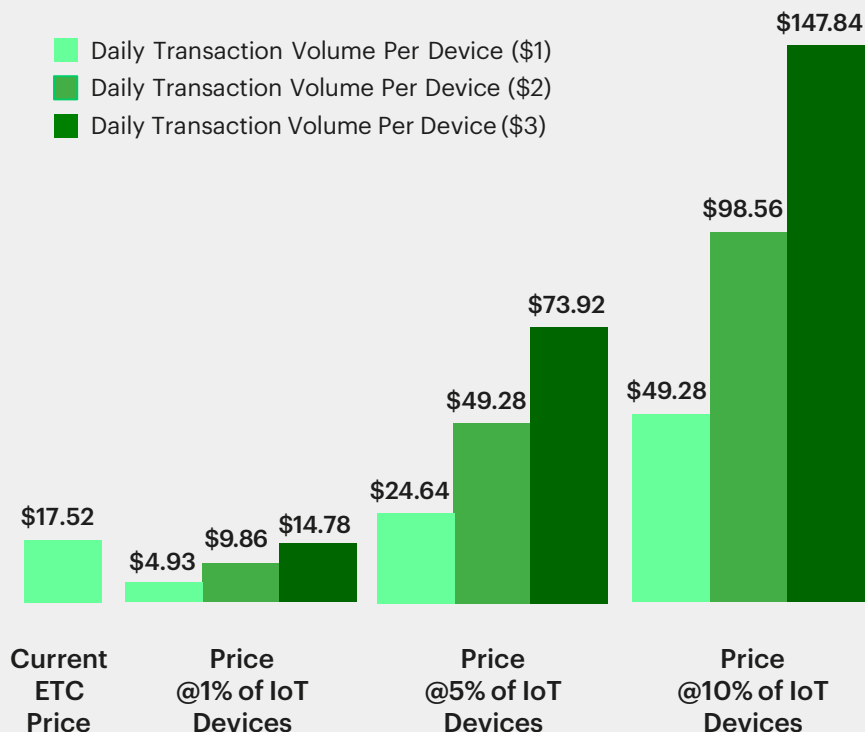 $147.84
Daily Transaction Volume Per Device ($1)
Daily Transaction Volume Per Device ($2)
Daily Transaction Volume Per Device ($3)
$98.56
$73.92
$49.28
$49.28
$24.64
$17.52
$14.78
$9.86
$4.93
Current
ETC
Price
Price
@1% of IoT
Devices
Price
@5% of IoT
Devices
Price
@10% of IoT
Devices